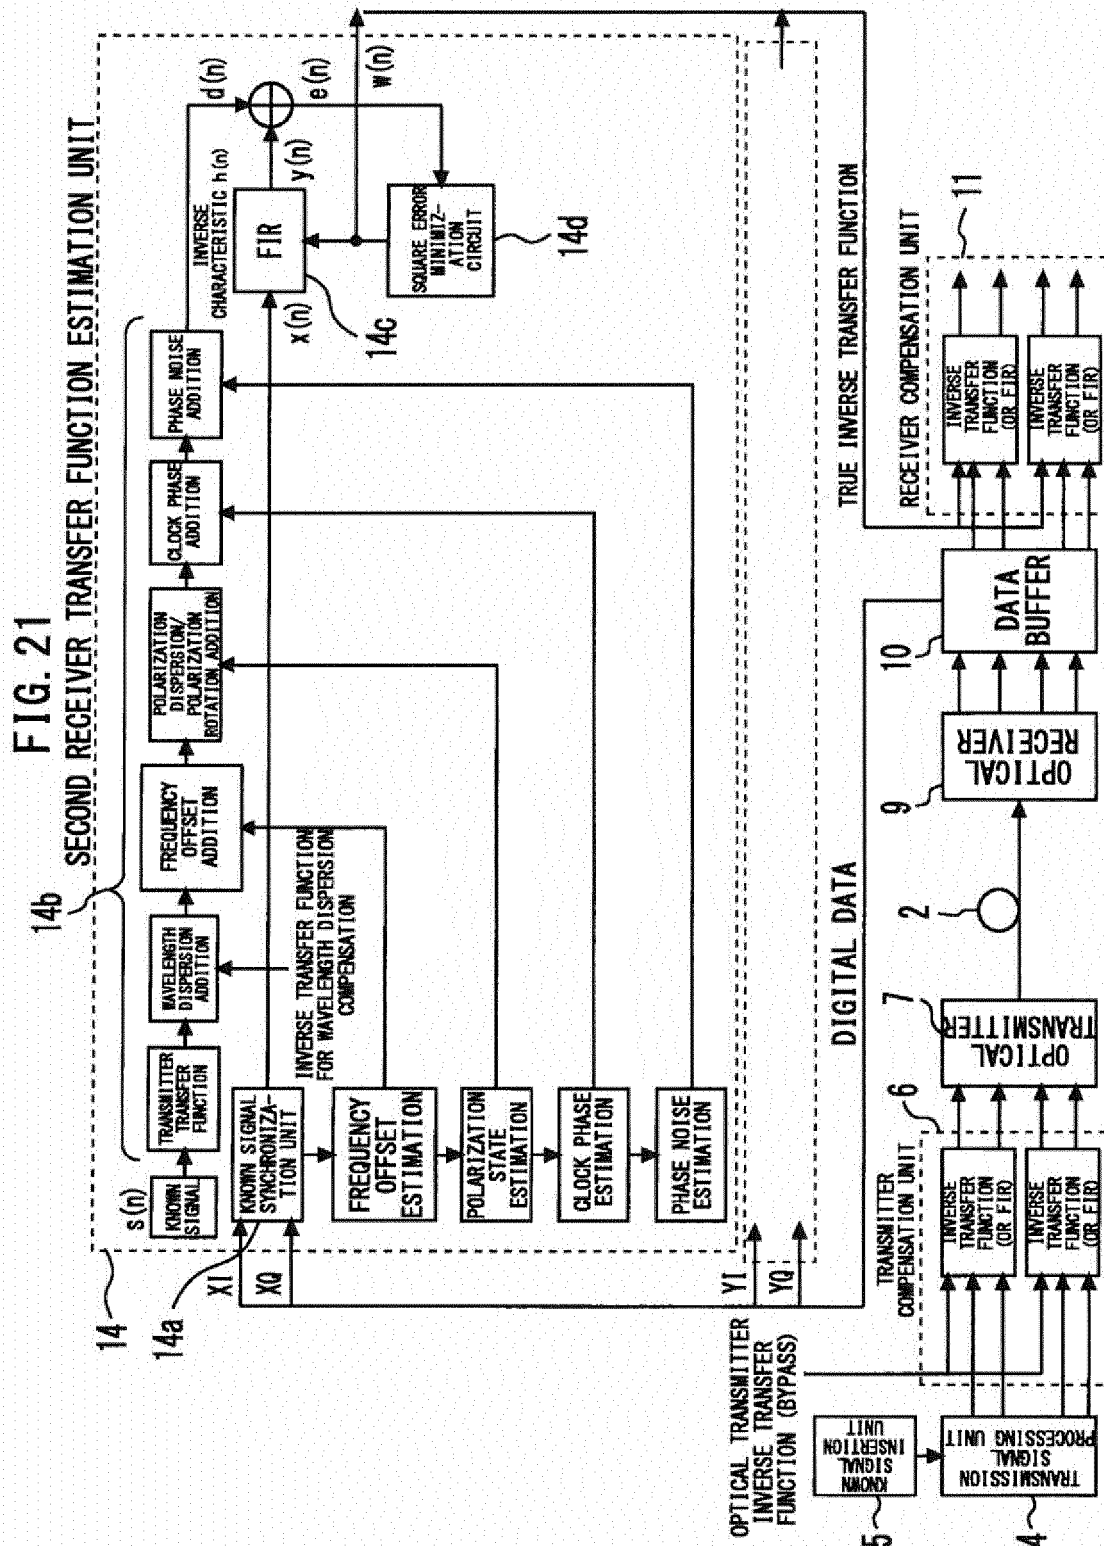 FIG. 21
SECOND RECEIVER TRANSFER FUNCTION ESTIMATION UNIT
14
14b
s(n)
KNOWN
SIGNAL
TRANSMITTER
TRANSFER
FUNCTION
WAVELENGTH
DISPERSION
ADDITION
FREQUENCY
OFFSET
ADDITION
POLARIZATION
DISPERSION/
POLARIZATION
ROTATION ADDITION
CLOCK PHASE
ADDITION
PHASE NOISE
ADDITION
d(n)
INVERSE
CHARACTERISTIC h(n)
XI
XQ
14a
KNOWN SIGNAL
SYNCHRONIZA-
TION UNIT
x(n)
FIR
14c
y(n)
e(n)
w(n)
INVERSE TRANSFER FUNCTION
FOR WAVELENGTH DISPERSION
COMPENSATION
FREQUENCY
OFFSET
ESTIMATION
SQUARE ERROR
MINIMIZ-
ATION
CIRCUIT
14d
POLARIZATION
STATE
ESTIMATION
CLOCK PHASE
ESTIMATION
PHASE NOISE
ESTIMATION
YI
YQ
DIGITAL DATA
TRUE INVERSE TRANSFER FUNCTION
OPTICAL TRANSMITTER
INVERSE TRANSFER
FUNCTION (BYPASS)
5
KNOWN
SIGNAL
INSERTION
UNIT
4
TRANSMISSION
SIGNAL
PROCESSING UNIT
TRANSMITTER
COMPENSATION UNIT
6
INVERSE
TRANSFER
FUNCTION
(OR FIR)
INVERSE
TRANSFER
FUNCTION
(OR FIR)
7
OPTICAL
TRANSMITTER
2
9
OPTICAL
RECEIVER
10
DATA
BUFFER
RECEIVER COMPENSATION UNIT
11
INVERSE
TRANSFER
FUNCTION
(OR FIR)
INVERSE
TRANSFER
FUNCTION
(OR FIR)